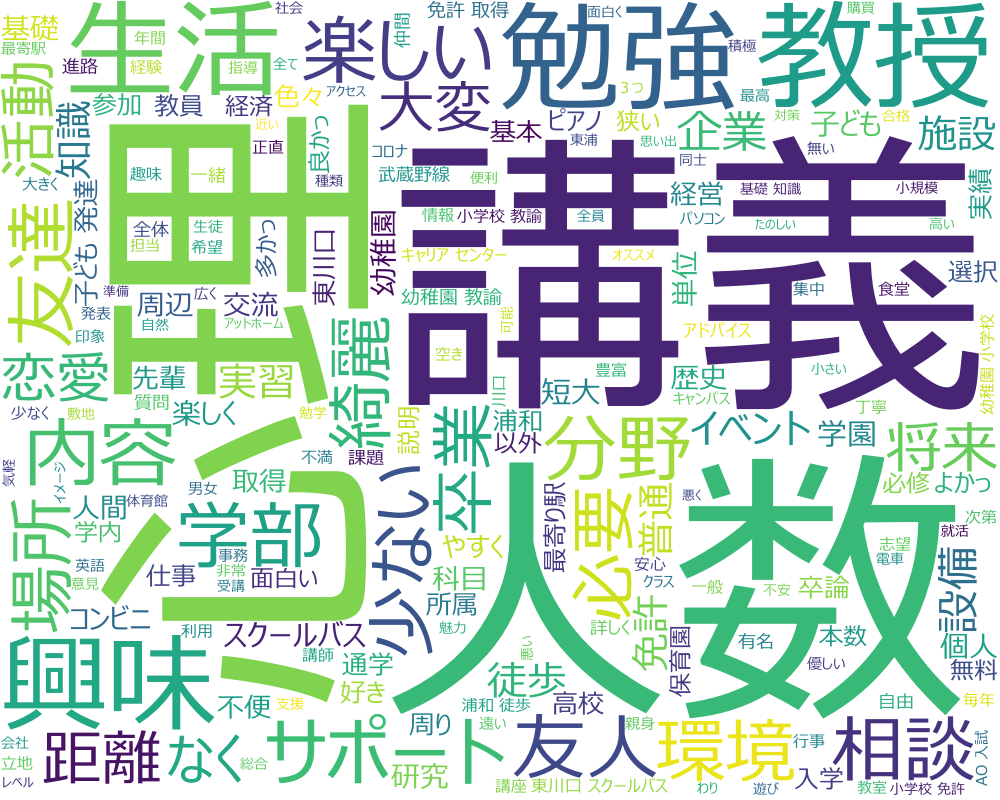 基礎
最寄駅
生活
社会
年間
経験
指導
全て
進路
参加
教員
経済
アクセス
楽しい
色々
仲間
免許 取得
面白く
大変
積極
勉強
購買
教授
最高
対策
合格
子ども
施設
企業
3つ
狭い
ピアノ
基本
東浦
思い出
同士
無い
コロナ
武蔵野線
便利
活動
知識
大きく
友達
子ども 発達
趣味
一緒
近い
正直
種類
良かっ
全体
担当
生徒
希望
多かっ
東川口
幼稚園
情報
小学校 教諭
全員
キャリア センター
オススメ
幼稚園 教諭
経営
パソコン
基礎 知識
たのしい
小規模
高い
実績
単位
集中
食堂
選択
講義
専門
準備
広く
発表
印象
周辺
交流
自然
アットホーム
空き
可能
アドバイス
豊富
小さい
幼稚園 小学校
恋愛
先輩
実習
綺麗
質問
少なく
敷地
楽しく
勉学
川口
説明
短大
歴史
キャンパス
丁寧
浦和
イベント
学園
将来
内容
不満
課題
以外
卒業
分野
気軽
イメージ
体育館
男女
取得
人間
学内
場所
学部
少ない
やすく
最寄り駅
必要
普通
悪く
必修
よかっ
次第
就活
英語
意見
事務
非常
受講
仕事
面白い
科目
安心
クラス
一般
不安
卒論
志望
電車
設備
コンビニ
所属
魅力
悪い
詳しく
免許
人数
有名
本数
個人
利用
スクールバス
講師
通学
徒歩
保育園
優しい
無料
興味
不便
好き
支援
浦和 徒歩
遠い
高校
親身
自由
毎年
会社
立地
レベル
距離
なく
総合
サポート
周り
研究
友人
環境
行事
入学
相談
AO 入試
講座
東川口 スクールバス
遊び
わり
教室
小学校 免許